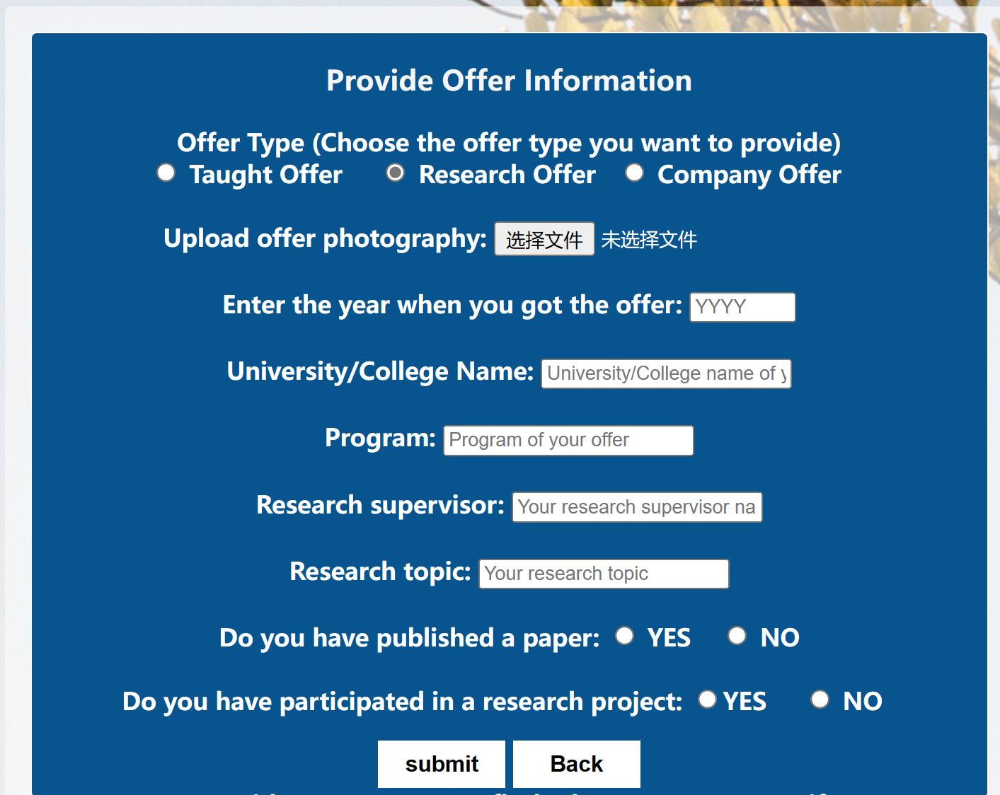 Provide Offer Information
Offer Type (Choose the offer type you want to provide)
Taught Offer Research Offer Company Offer
Upload offer photography: 选择文件 未选择文件
Enter the year when you got the offer: YYYY
University/College Name: University/College name of
Program: Program of your offer
Research supervisor: Your research supervisor na
Research topic: Your research topic
Do you have published a paper: YES NO
Do you have participated in a research project: YES NO
submit Back